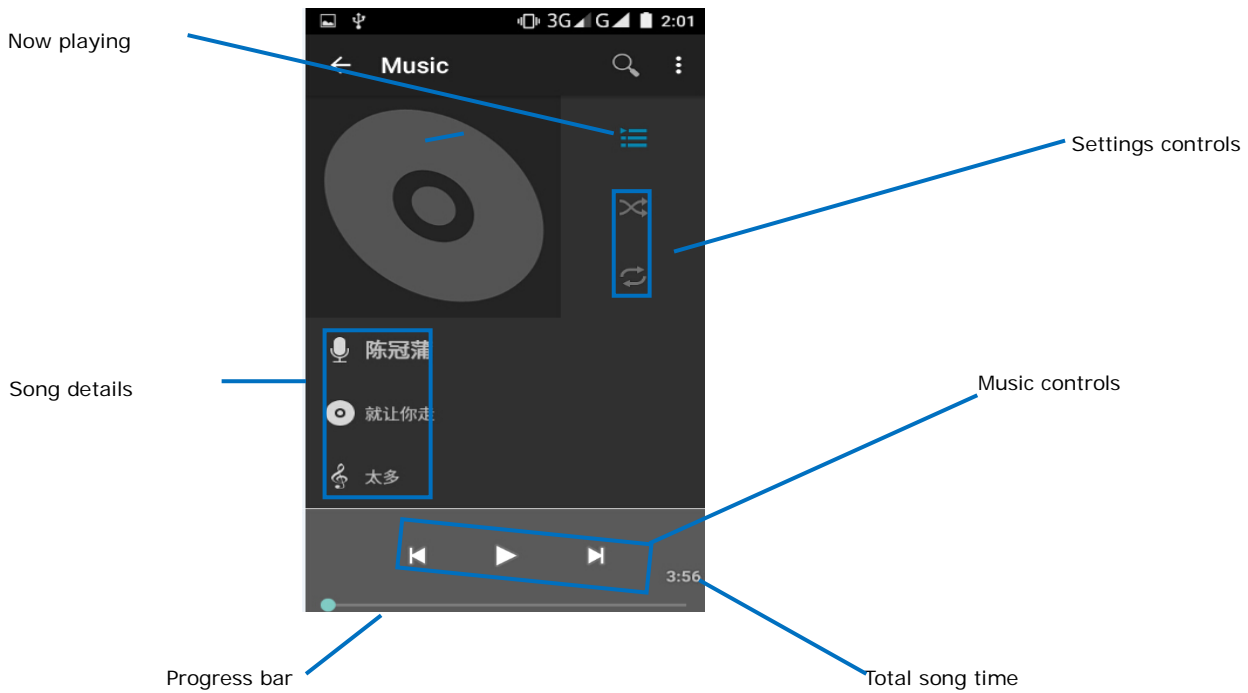 3G G 2:01
Now playing
Music
Settings controls
陈冠蒲
Song details
Music controls
就让你走
太多
3:56
Progress bar
Total song time